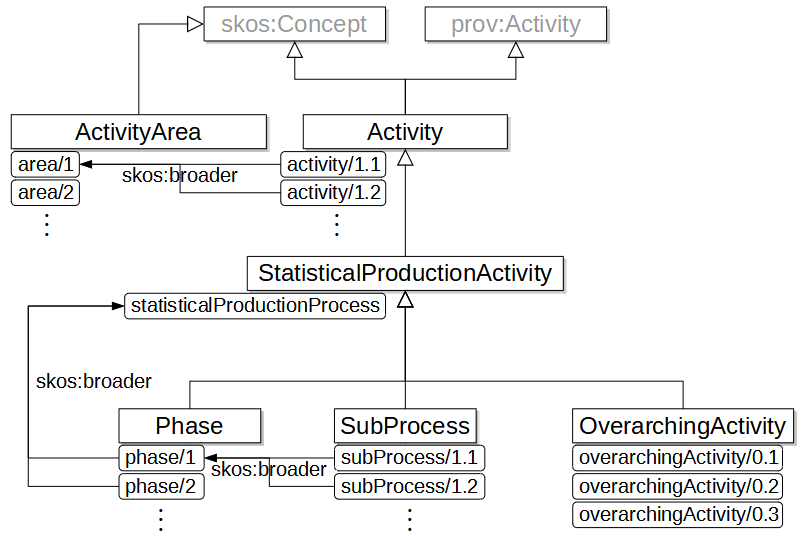 skos:Concept
prov:Activity
ActivityArea
Activity
area/1
activity/1.1
skos:broader
area/2
activity/1.2
StatisticalProductionActivity
statisticalProductionProcess
skos:broader
Phase
SubProcess
OverarchingActivity
phase/1
subProcess/1.1
overarchingActivity/0.1
skos:broader
phase/2
subProcess/1.2
overarchingActivity/0.2
overarchingActivity/0.3